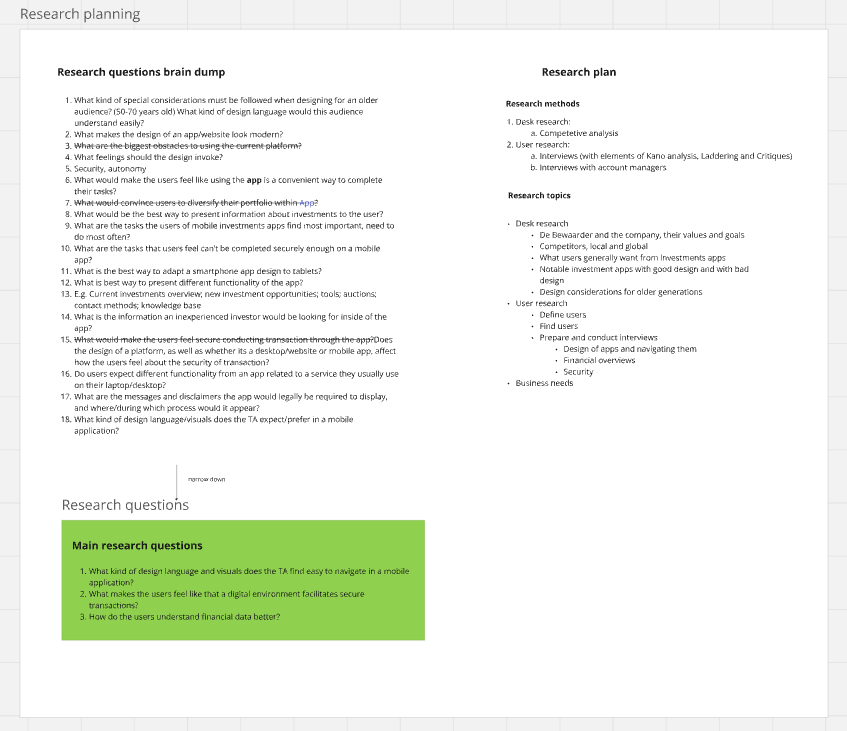 Research planning
Research questions brain dump
1. What kind of special considerations must be followed when designing for an older
audience? (50-70 years old) What kind of design language would this audience
understand easily?
2. What makes the design of an app/website look modern?
3. What are the biggest obstacles to using the current platform?
4. What feelings should the design invoke?
5. Security, autonomy
6. What would make the users feel like using the app is a convenient way to complete
their tasks?
7. What would convince users to diversify their portfolio within App?
8. What would be the best way to present information about investments to the user?
9. What are the tasks the users of mobile investments apps find most important, need to
do most often?
10. What are the tasks that users feel can't be completed securely enough on a mobile
app?
11. What is the best way to adapt a smartphone app design to tablets?
12. What is best way to present different functionality of the app?
13. E.g. Current investments overview; new investment opportunities; tools; auctions;
contact methods; knowledge base
14. What is the information an inexperienced investor would be looking for inside of the
app?
15. What would make the users feel secure conducting transaction through the app?Does
the design of a platform, as well as whether its a desktop/website or mobile app, affect
how the users feel about the security of transaction?
16. Do users expect different functionality from an app related to a service they usually use
on their laptop/desktop?
17. What are the messages and disclaimers the app would legally be required to display,
and where/during which process would it appear?
18. What kind of design language/visuals does the TA expect/prefer in a mobile
application?
narrow down
Research questions
Main research questions
1. What kind of design language and visuals does the TA find easy to navigate in a mobile
application?
2. What makes the users feel like that a digital environment facilitates secure
transactions?
3. How do the users understand financial data better?
Research plan
Research methods
1. Desk research:
a. Competetive analysis
2. User research:
a. Interviews (with elements of Kano analysis, Laddering and Critiques)
b. Interviews with account managers
Research topics
• Desk research
• De Bewaarder and the company, their values and goals
• Competitors, local and global
• What users generally want from investments apps
• Notable investment apps with good design and with bad
design
• Design considerations for older generations
• User research
• Define users
• Find users
• Prepare and conduct interviews
• Design of apps and navigating them
• Financial overviews
• Security
• Business needs